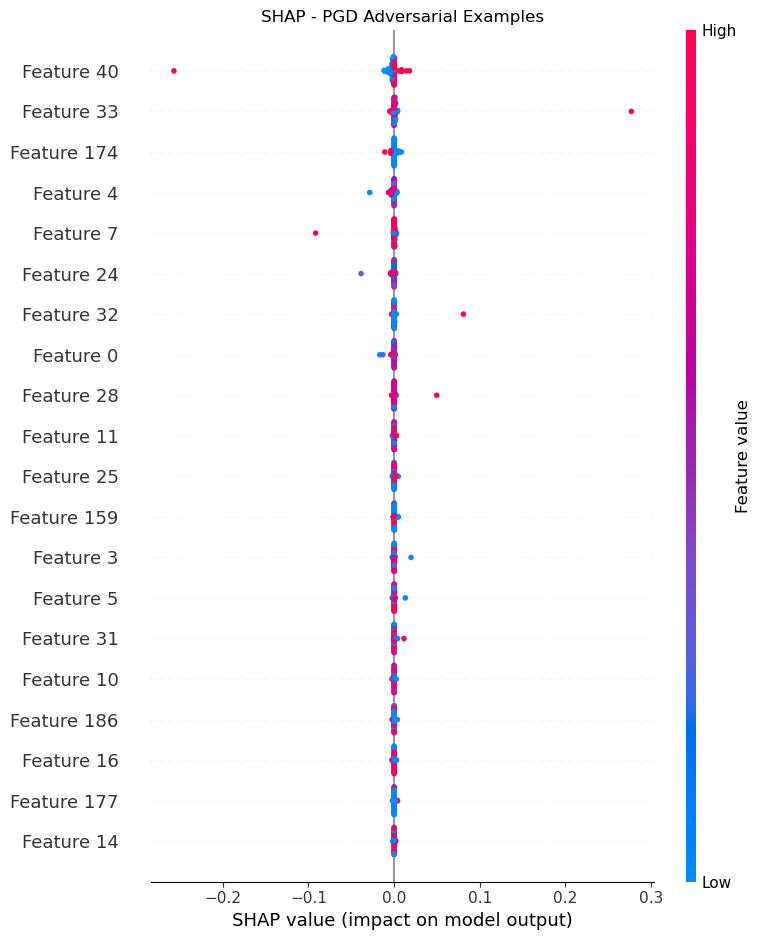 SHAP - PGD Adversarial Examples
High
Feature 40
Feature 33
Feature 174
Feature 4
Feature 7
Feature 24
Feature 32
Feature 0
Feature 28
Feature 11
Feature 25
Feature 159
Feature 3
Feature 5
Feature 31
Feature 10
Feature 186
Feature 16
Feature 177
Feature 14
Feature value
Low
−0.2 −0.1 0.0 0.1 0.2 0.3
SHAP value (impact on model output)